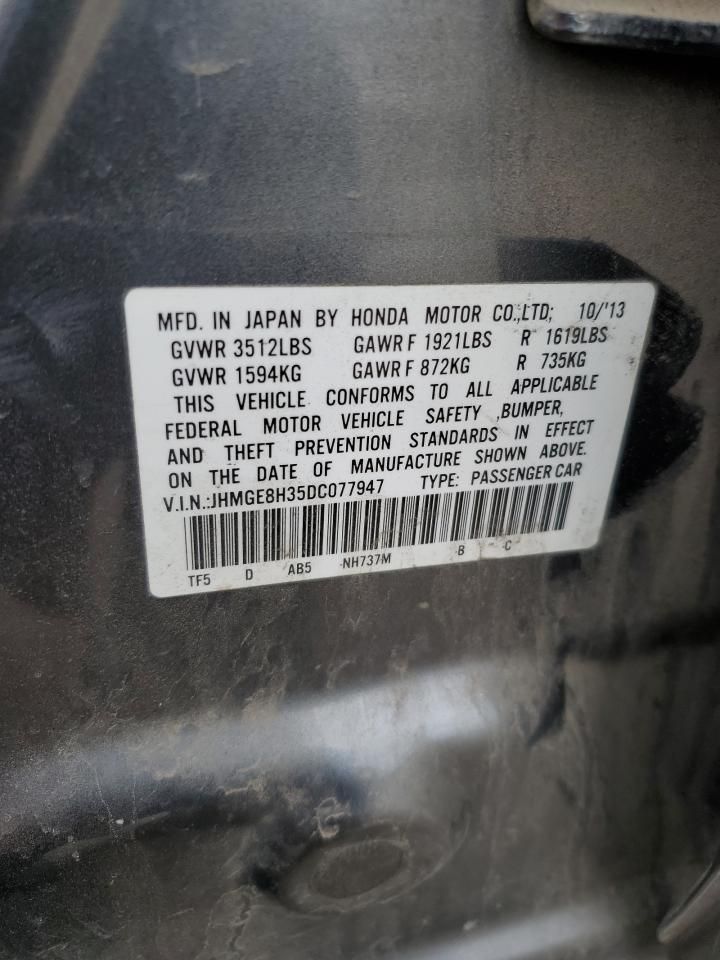 MFD. IN JAPAN BY HONDA MOTOR CO.,LTD; 10/'13
GVWR 3512LBS GAWR F 1921LBS R 1619LBS
GVWR 1594KG GAWR F 872KG R 735KG
THIS VEHICLE CONFORMS TO ALL APPLICABLE
FEDERAL MOTOR VEHICLE SAFETY ,BUMPER,
AND THEFT PREVENTION STANDARDS IN EFFECT
ON THE DATE OF MANUFACTURE SHOWN ABOVE.
V.I.N.:JHMGE8H35DC077947 TYPE: PASSENGER CAR
TF5 D AB5 -NH737M -B -C